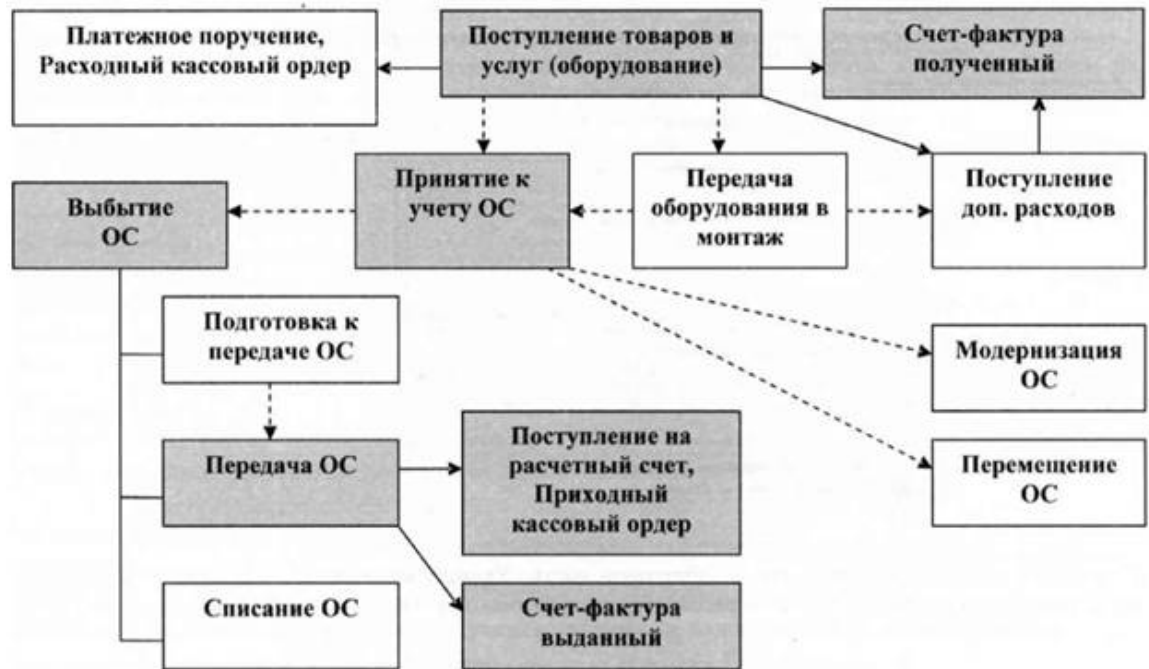 Платежное поручение,
Расходный кассовый ордер
Поступление товаров и
услуг (оборудование)
Счет-фактура
полученный
Выбытие
ОС
Принятие к
учету ОС
Передача
оборудования в
монтаж
Поступление
доп. расходов
Подготовка к
передаче ОС
Модернизация
ОС
Передача ОС
Поступление на
расчетный счет,
Приходный
кассовый ордер
Перемещение
ОС
Списание ОС
Счет-фактура
выданный